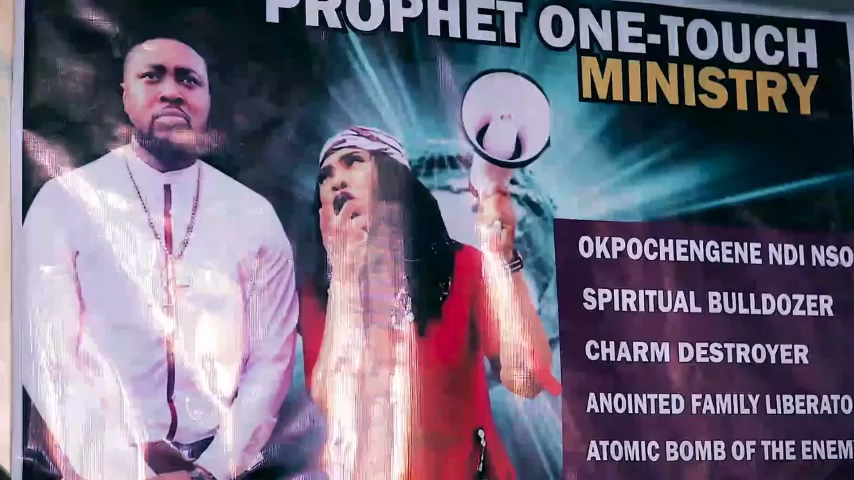 PROPHET ONE-TOUCH
MINISTRY
OKPOCHENGENE NDI NSO
SPIRITUAL BULLDOZER
CHARM DESTROYER
ANOINTED FAMILY LIBERATO
ATOMIC BOMB OF THE ENEM